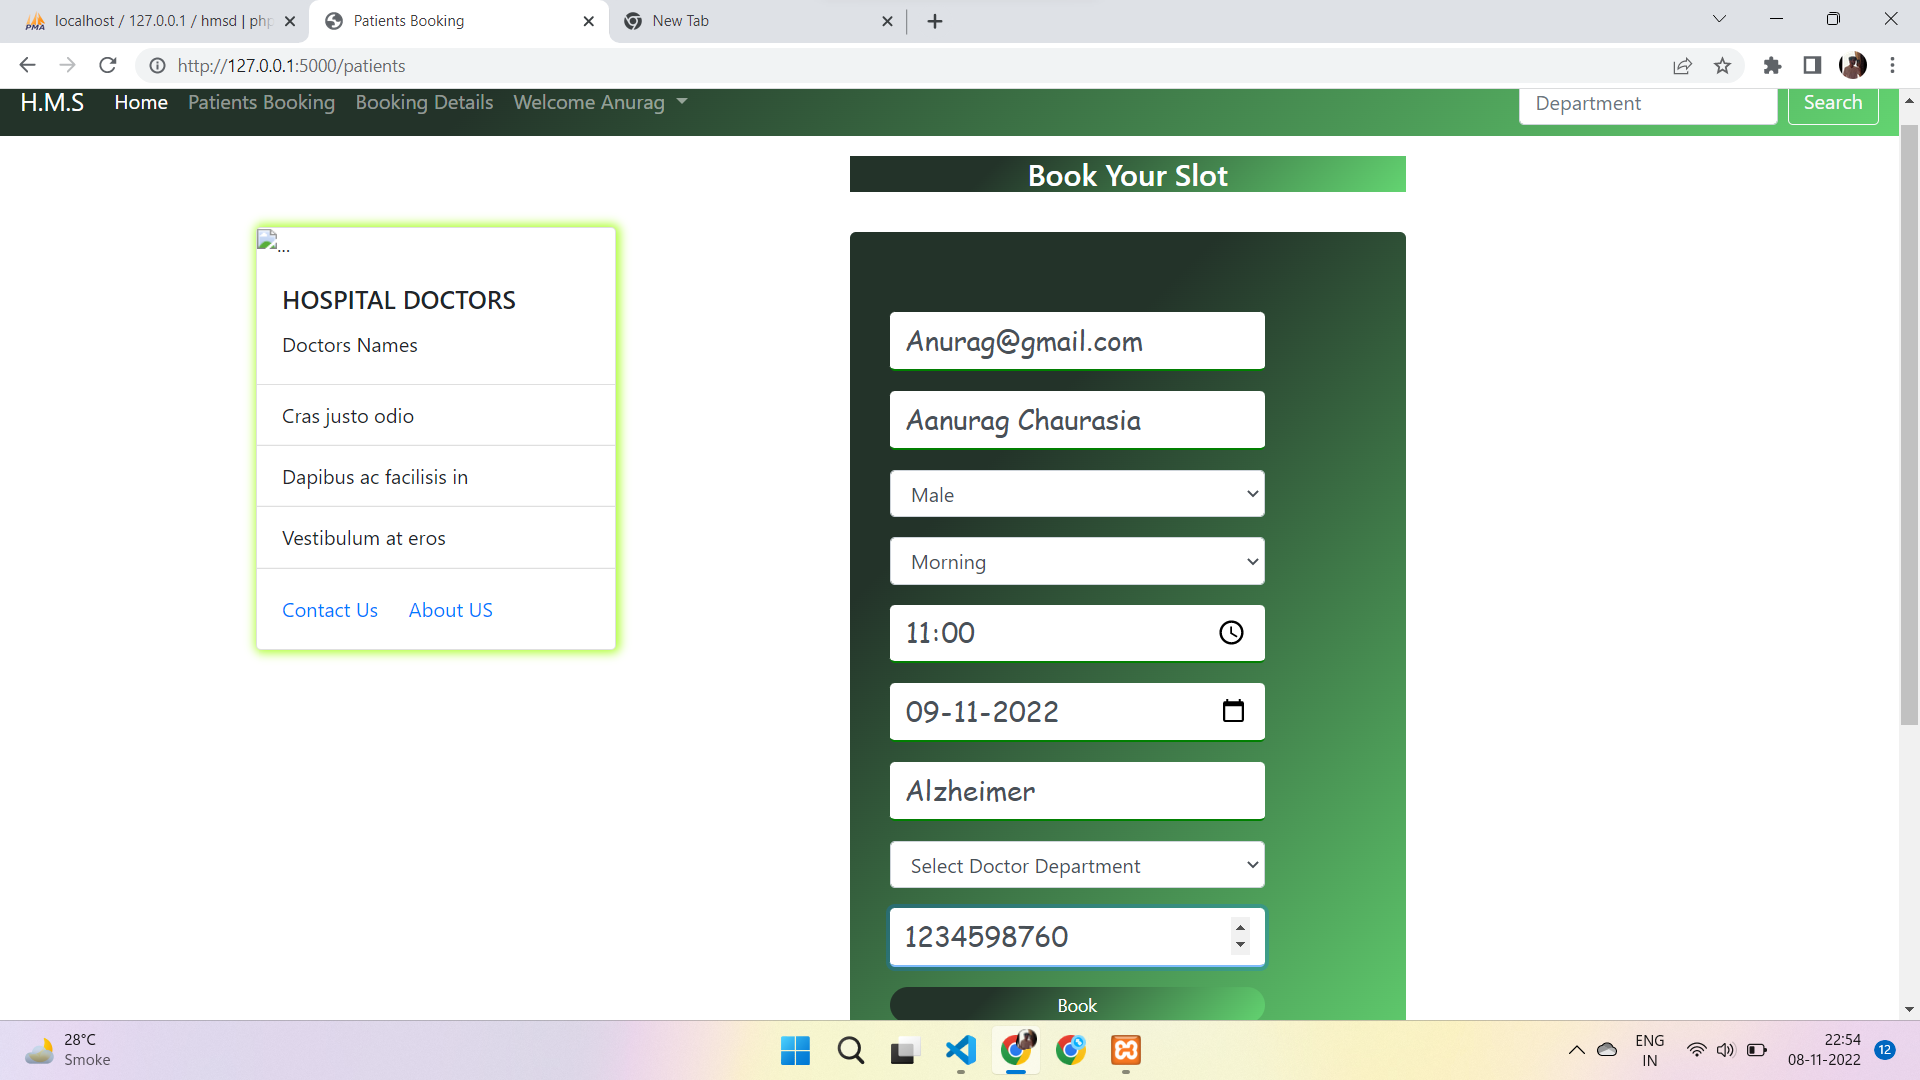 localhost / 127.0.0.1 / hmsd | php
Patients Booking
New Tab
http://127.0.0.1:5000/patients
H.M.S
Home
Patients Booking
Booking Details
Welcome Anurag
Department
Search
Book Your Slot
...
HOSPITAL DOCTORS
Doctors Names
Cras justo odio
Dapibus ac facilisis in
Vestibulum at eros
Contact Us
About US
Anurag@gmail.com
Aanurag Chaurasia
Male
Morning
11:00
09-11-2022
Alzheimer
Select Doctor Department
1234598760
Book
28°C
Smoke
ENG
IN
22:54
08-11-2022
12